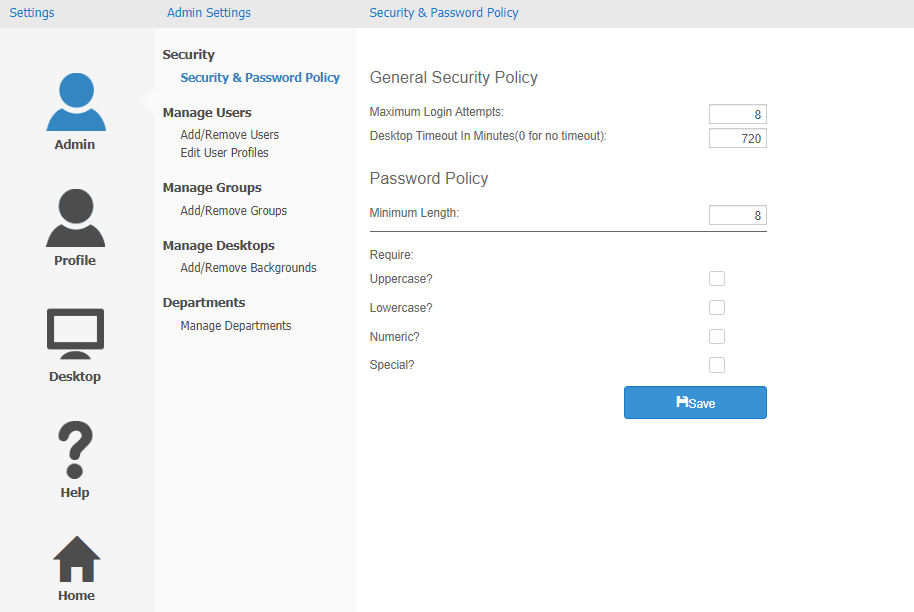 Settings
Admin Settings
Security & Password Policy
Admin
Profile
Desktop
Help
Home
Security
Security & Password Policy
Manage Users
Add/Remove Users
Edit User Profiles
Manage Groups
Add/Remove Groups
Manage Desktops
Add/Remove Backgrounds
Departments
Manage Departments
General Security Policy
Maximum Login Attempts: 8
Desktop Timeout In Minutes(0 for no timeout): 720
Password Policy
Minimum Length: 8
Require:
Uppercase?
Lowercase?
Numeric?
Special?
Save